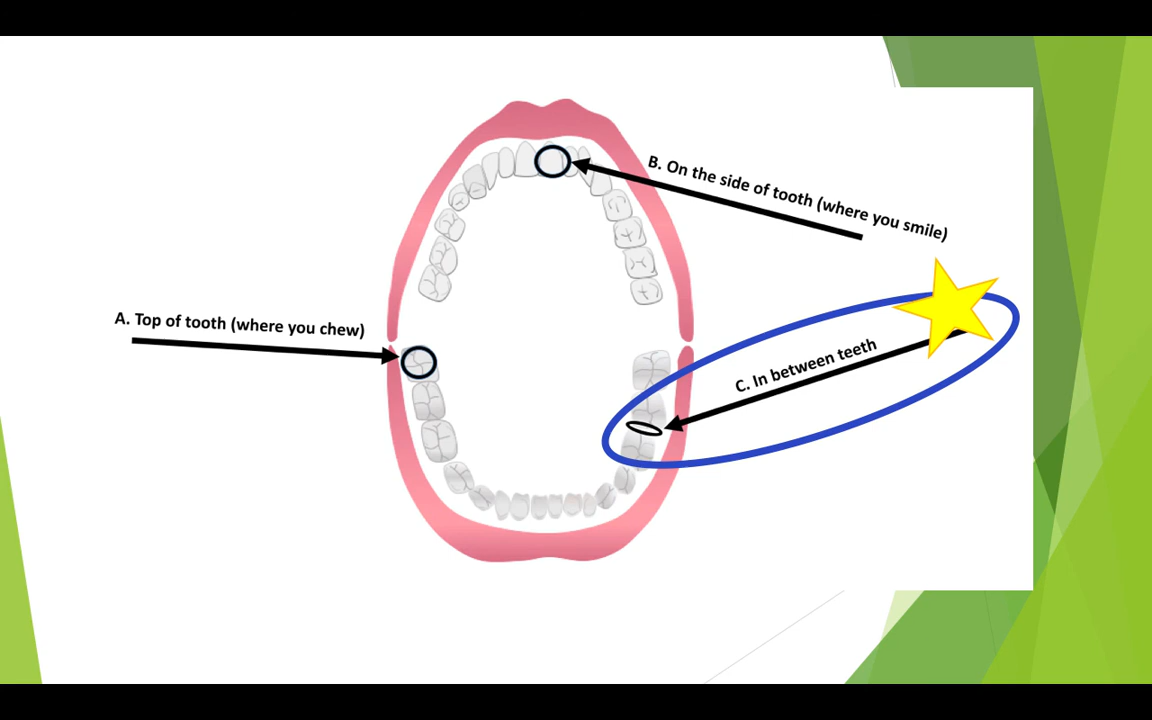 B. On the side of tooth (where you smile)
A. Top of tooth (where you chew)
C. In between teeth